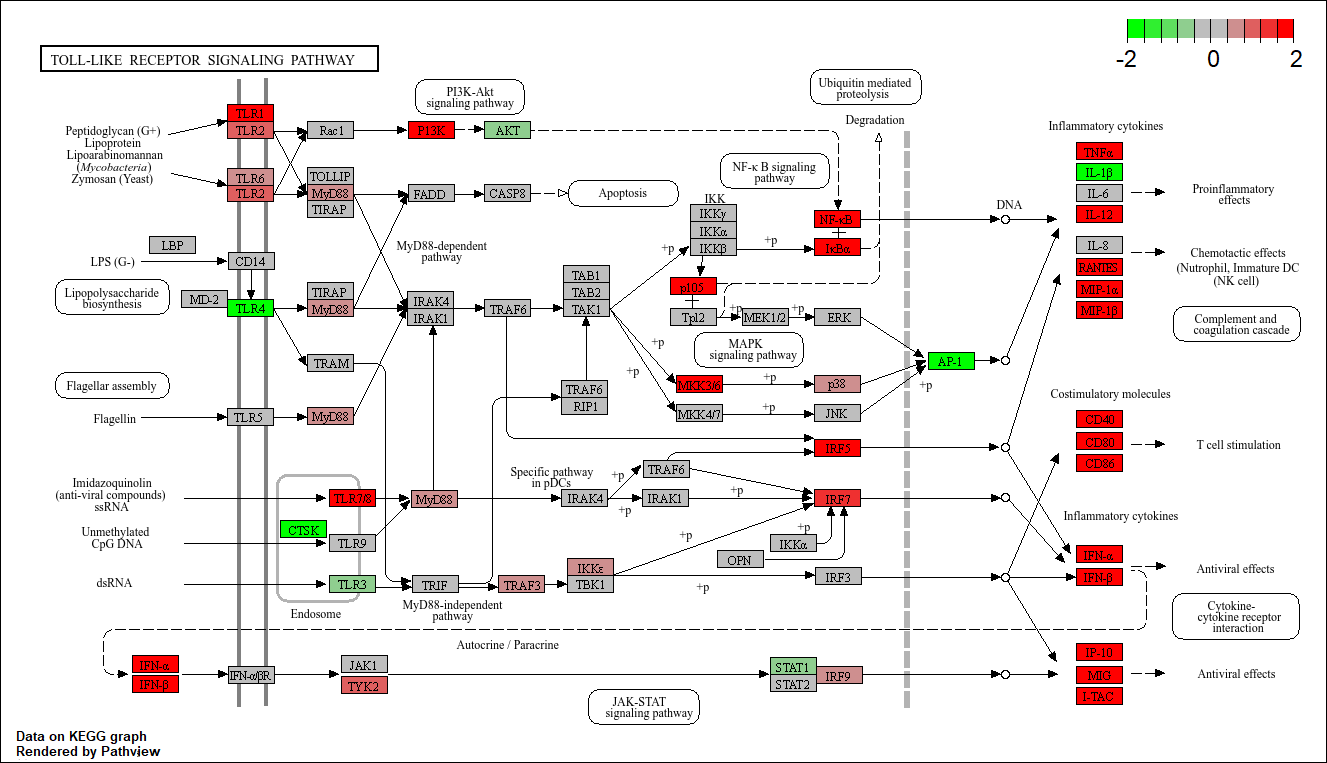 -2
0
2
TOLL-LIKE RECEPTOR SIGNALING PATHWAY
PI3K-Akt
signaling pathway
Ubiquitin mediated
proteolysis
TLR1
TLR2
Peptidoglycan (G+)
Lipoprotein
Lipoarabinomannan
(Mycobacteria)
Zymosan (Yeast)
Rac1
PI3K
AKT
Degradation
Inflammatory cytokines
TNFα
IL-1β
IL-6
IL-12
Proinflammatory
effects
TLR6
TLR2
TOLLIP
MyD88
TIRAP
FADD
CASP8
Apoptosis
NF-κ B signaling
pathway
IKK
IKKγ
IKKα
IKKβ
NF-κB
IκBα
DNA
+p
+p
LBP
LPS (G-)
CD14
MyD88-dependent
pathway
IL-8
RANTES
MIP-1α
MIP-1β
Chemotactic effects
(Nutrophil, Immature DC
(NK cell)
Lipopolysaccharide
biosynthesis
MD-2
TLR4
TIRAP
MyD88
IRAK4
IRAK1
TRAF6
TAB1
TAB2
TAK1
p105
Tpl2
+p
MEK1/2
+p
ERK
Complement and
coagulation cascade
MAPK
signaling pathway
+p
+p
TRAM
AP-1
+p
Flagellar assembly
MKK3/6
+p
p38
TRAF6
RIP1
MKK4/7
+p
JNK
Flagellin
TLR5
MyD88
Costimulatory molecules
CD40
CD80
CD86
T cell stimulation
IRF5
Imidazoquinolin
(anti-viral compounds)
ssRNA
TLR7/8
MyD88
Specific pathway
in pDCs
IRAK4
+p
+p
TRAF6
IRAK1
+p
IRF7
Unmethylated
CpG DNA
CTSK
TLR9
+p
IKKα
+p
OPN
Inflammatory cytokines
IFN-α
IFN-β
Antiviral effects
dsRNA
TLR3
TRIF
TRAF3
IKKε
TBK1
+p
IRF3
Endosome
MyD88-independent
pathway
Cytokine-
cytokine receptor
interaction
Autocrine / Paracrine
IFN-α
IFN-β
IFN-α/βR
JAK1
TYK2
STAT1
STAT2
IRF9
IP-10
MIG
I-TAC
Antiviral effects
JAK-STAT
signaling pathway
Data on KEGG graph
Rendered by Pathview